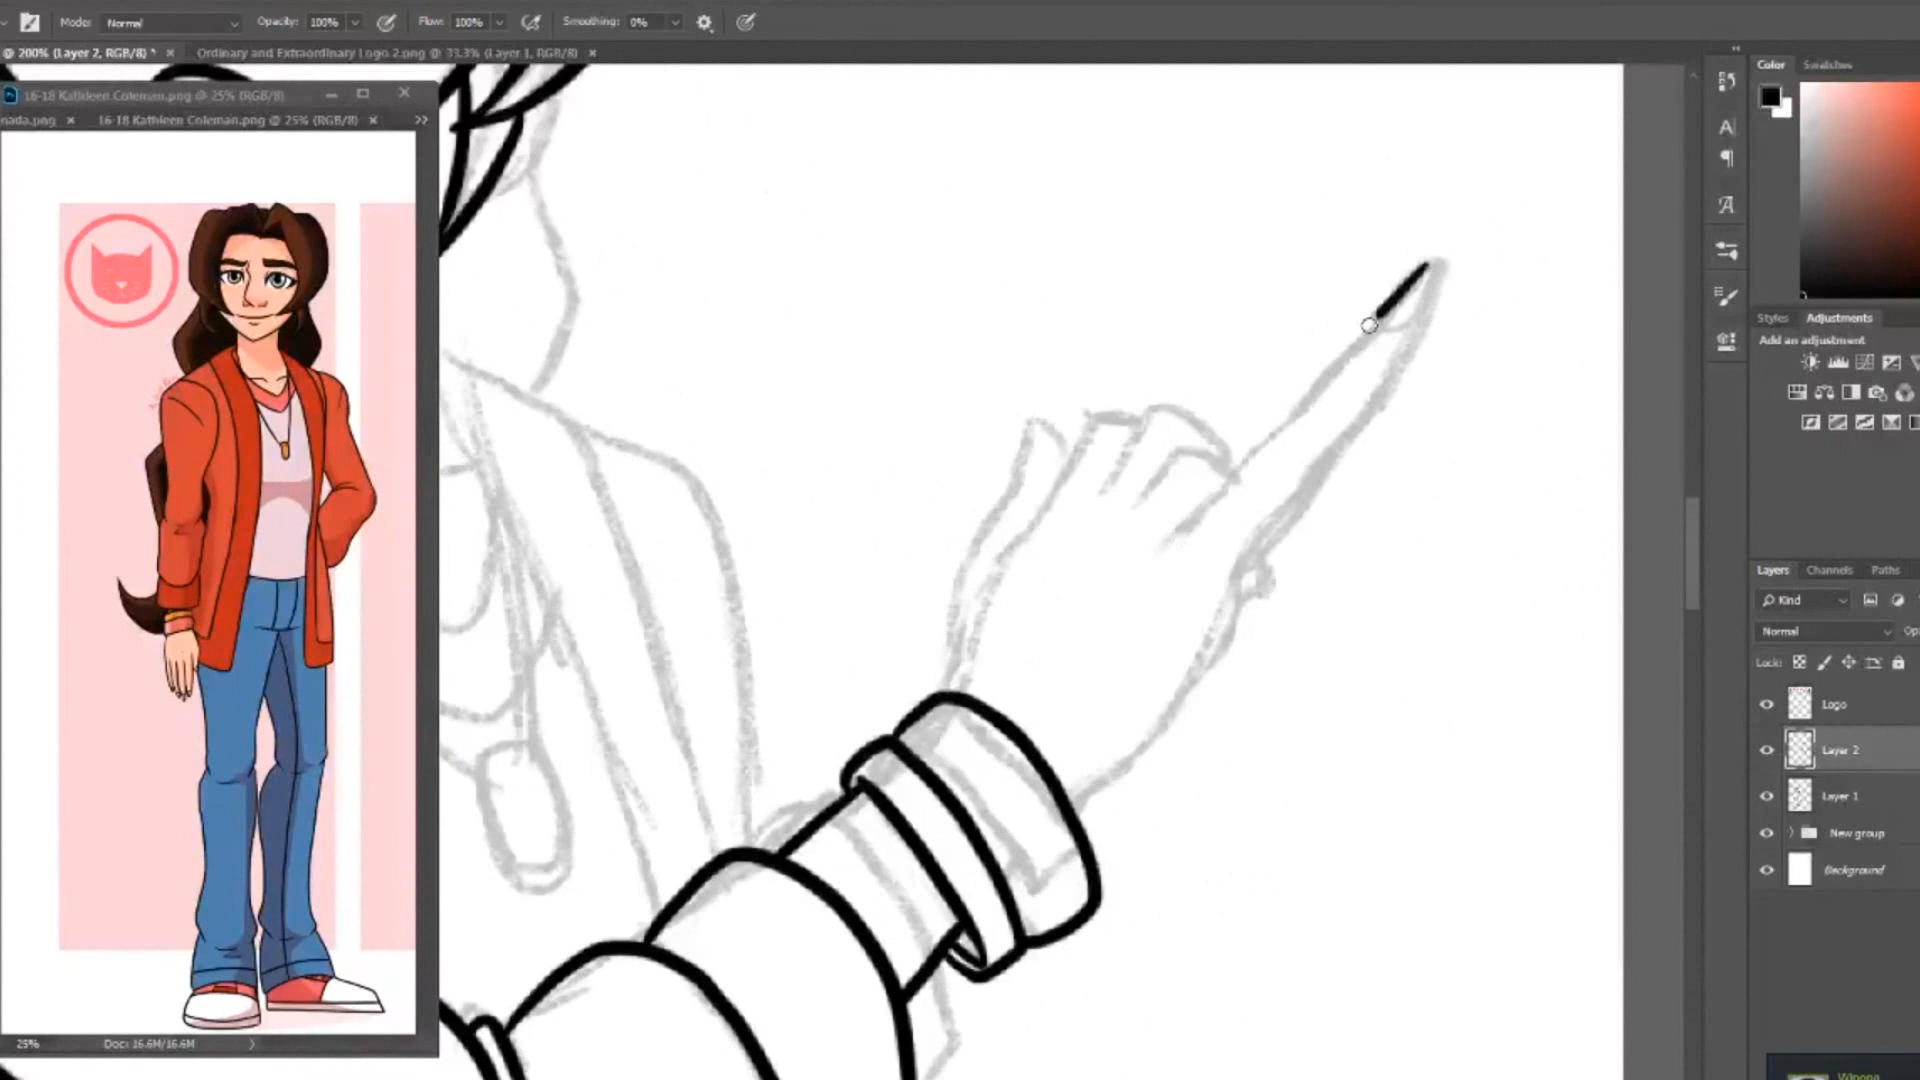 Mode: Normal Opacity: 100% Flow: 100% Smoothing: 0%
@ 200% (Layer 2, RGB/8) * × Ordinary and Extraordinary Logo 2.png @ 33.3% (Layer 1, RGB/8) ×
16-18 Kathleen Coleman.png @ 25% (RGB/8)
nada.png × 16-18 Kathleen Coleman.png @ 25% (RGB/8) × >>
25% Doc: 16.6M/16.6M >
Color Swatches
Styles Adjustments
Add an adjustment
Layers Channels Paths
Kind
Normal
Lock:
Logo
Layer 2
Layer 1
New group
Background